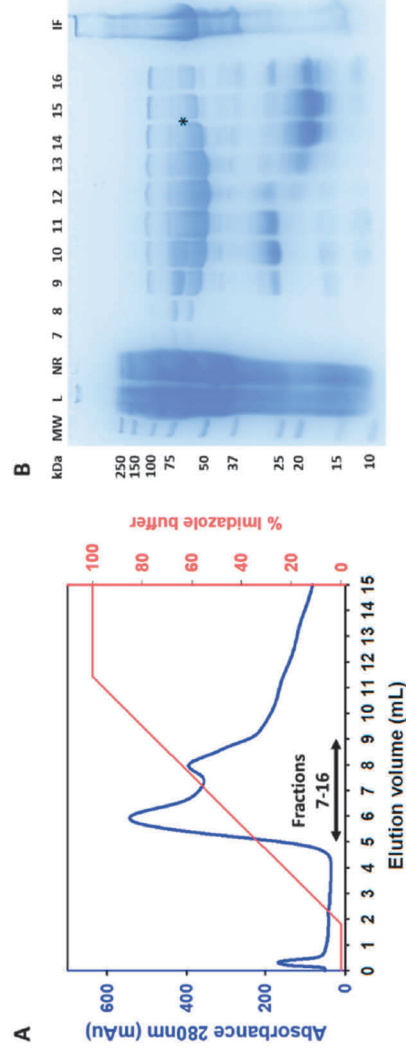 A
Absorbance 280nm (mAu)
600
400
200
0
% Imidazole buffer
100
80
60
40
20
0
Fractions
7-16
0 1 2 3 4 5 6 7 8 9 10 11 12 13 14 15
Elution volume (mL)
B
kDa MW L NR 7 8 9 10 11 12 13 14 15 16 IF
250
150
100
75
50
37
25
20
15
10
*